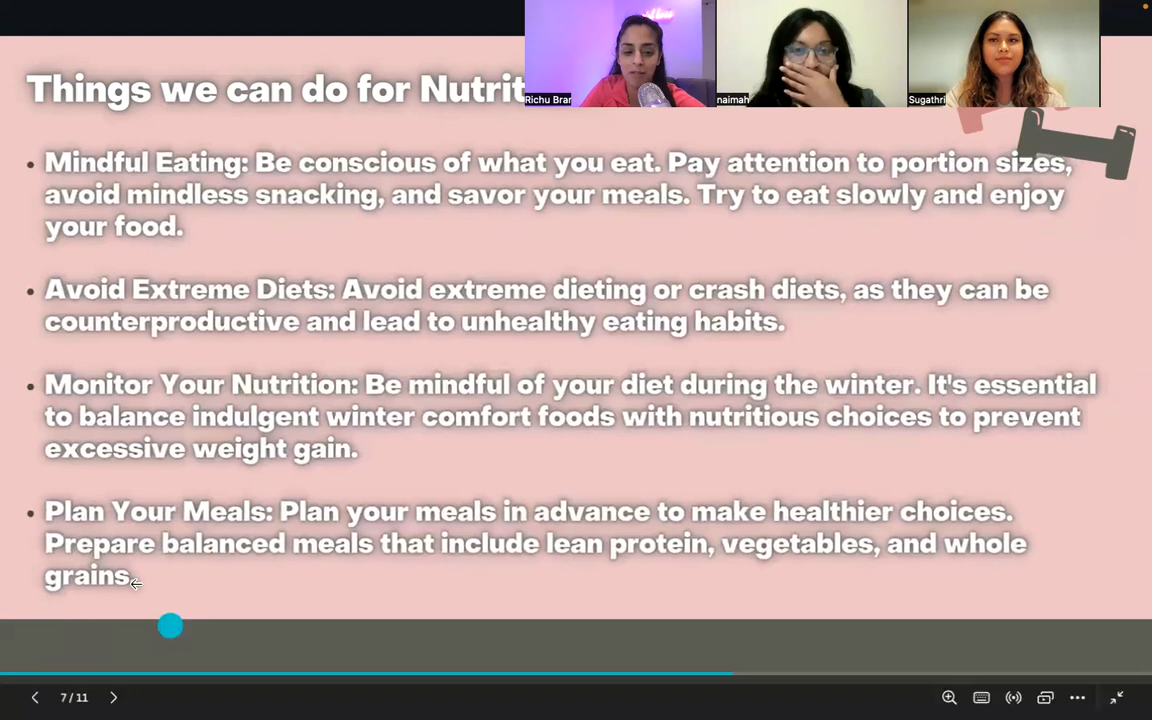 Things we can do for Nutrit
Richu Bran
naimah
Sugathri
• Mindful Eating: Be conscious of what you eat. Pay attention to portion sizes,
avoid mindless snacking, and savor your meals. Try to eat slowly and enjoy
your food.
• Avoid Extreme Diets: Avoid extreme dieting or crash diets, as they can be
counterproductive and lead to unhealthy eating habits.
• Monitor Your Nutrition: Be mindful of your diet during the winter. It's essential
to balance indulgent winter comfort foods with nutritious choices to prevent
excessive weight gain.
• Plan Your Meals: Plan your meals in advance to make healthier choices.
Prepare balanced meals that include lean protein, vegetables, and whole
grains.
7 / 11